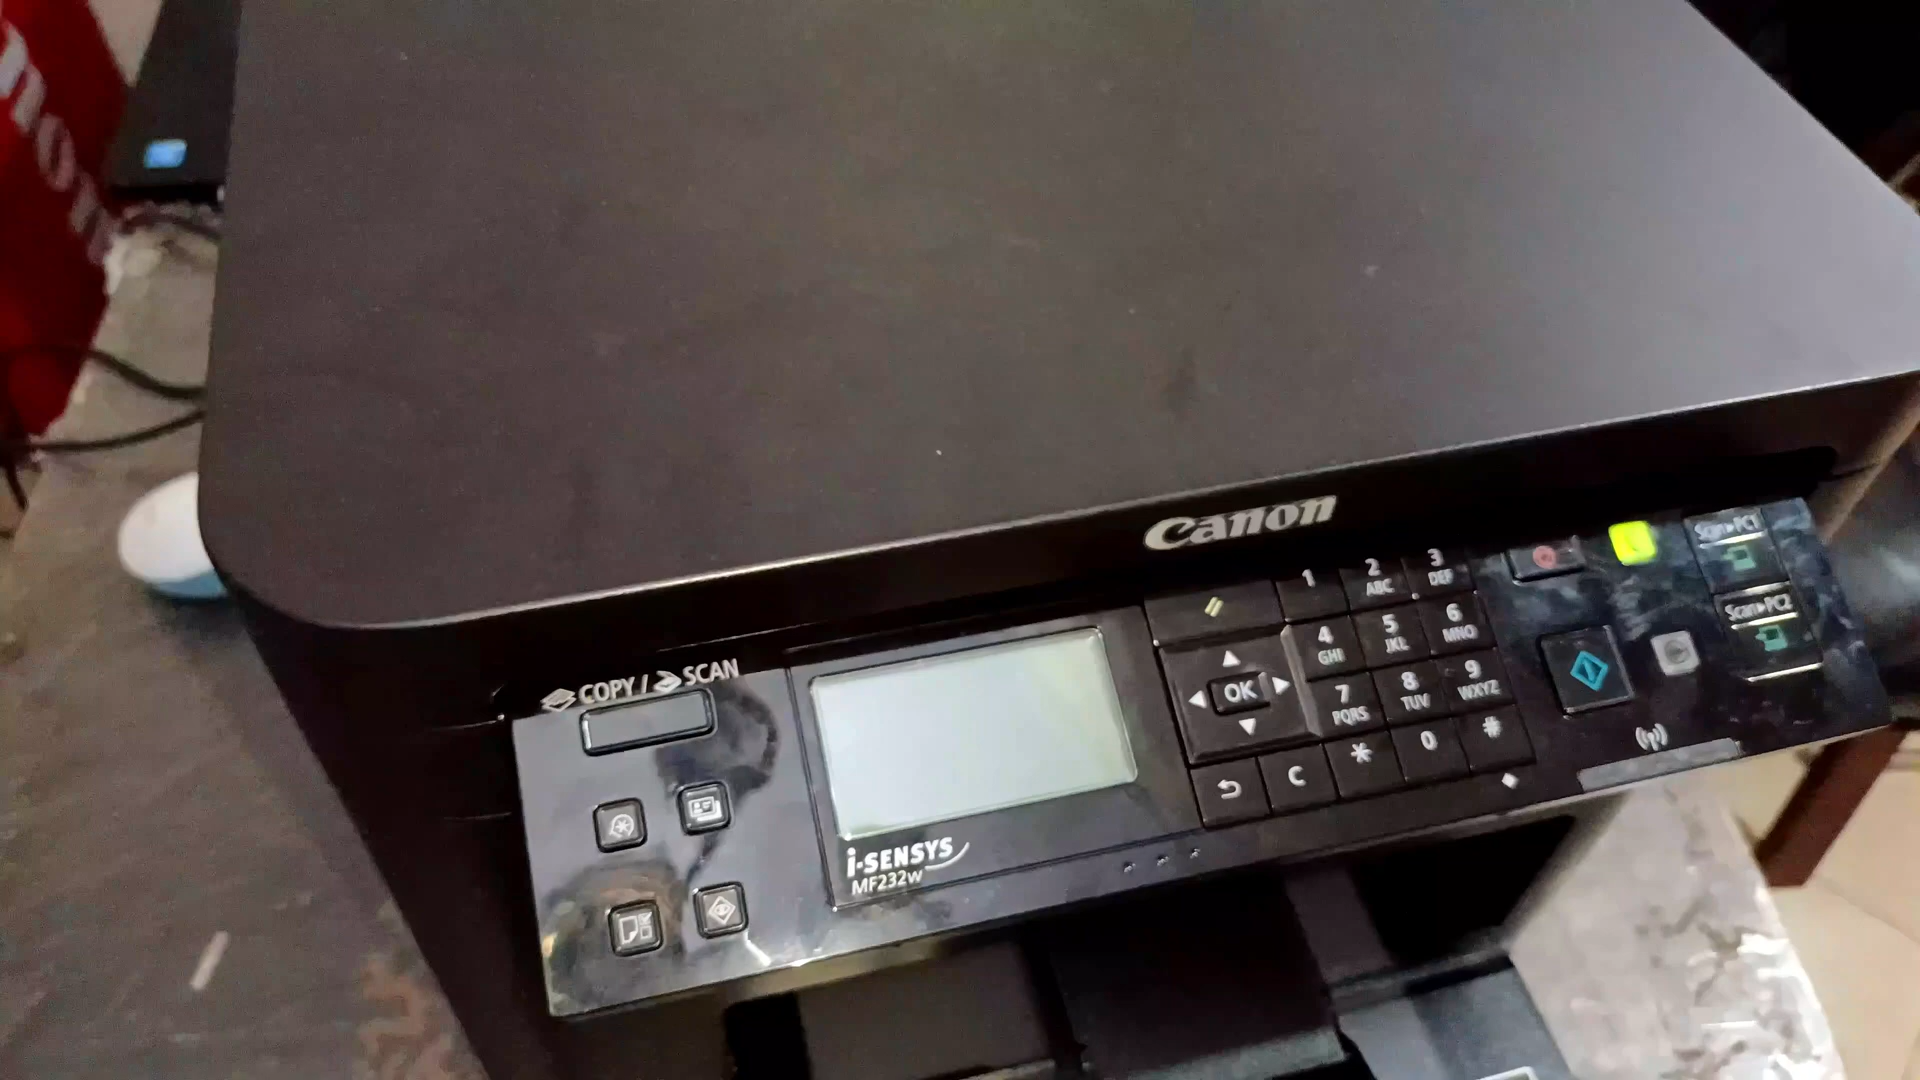 Canon
COPY / SCAN
i-SENSYS
MF232w
OK
1
2
ABC
3
DEF
4
GHI
5
JKL
6
MNO
7
PQRS
8
TUV
9
WXYZ
*
0
#
C
Scan▸PC1
Scan▸PC2